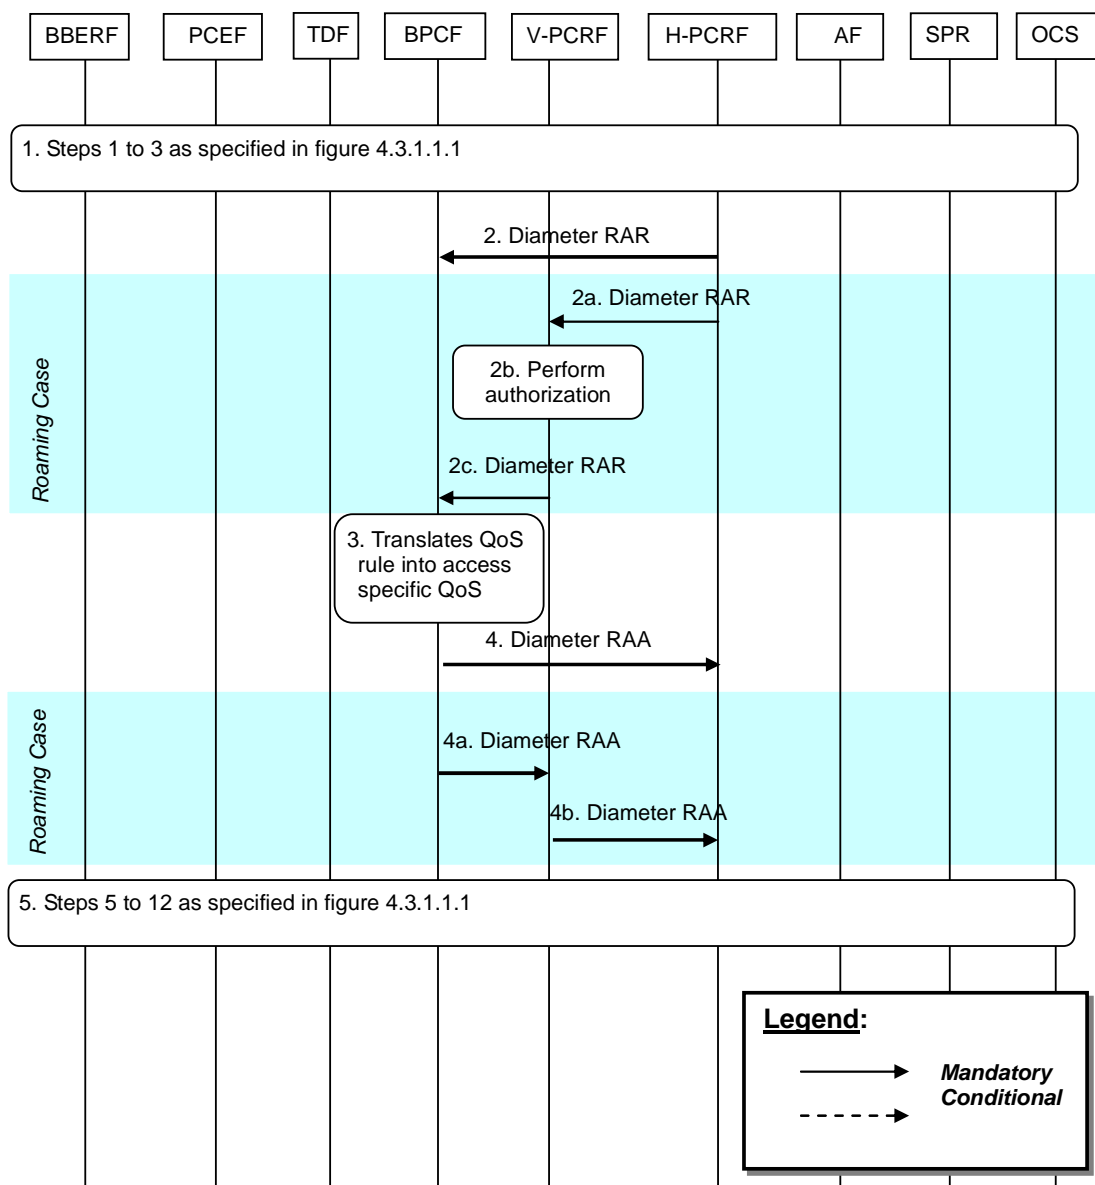 BBERF PCEF TDF BPCF V-PCRF H-PCRF AF SPR OCS
1. Steps 1 to 3 as specified in figure 4.3.1.1.1
2. Diameter RAR
Roaming Case
2a. Diameter RAR
2b. Perform
authorization
2c. Diameter RAR
3. Translates QoS
rule into access
specific QoS
4. Diameter RAA
Roaming Case
4a. Diameter RAA
4b. Diameter RAA
5. Steps 5 to 12 as specified in figure 4.3.1.1.1
Legend:
Mandatory
Conditional